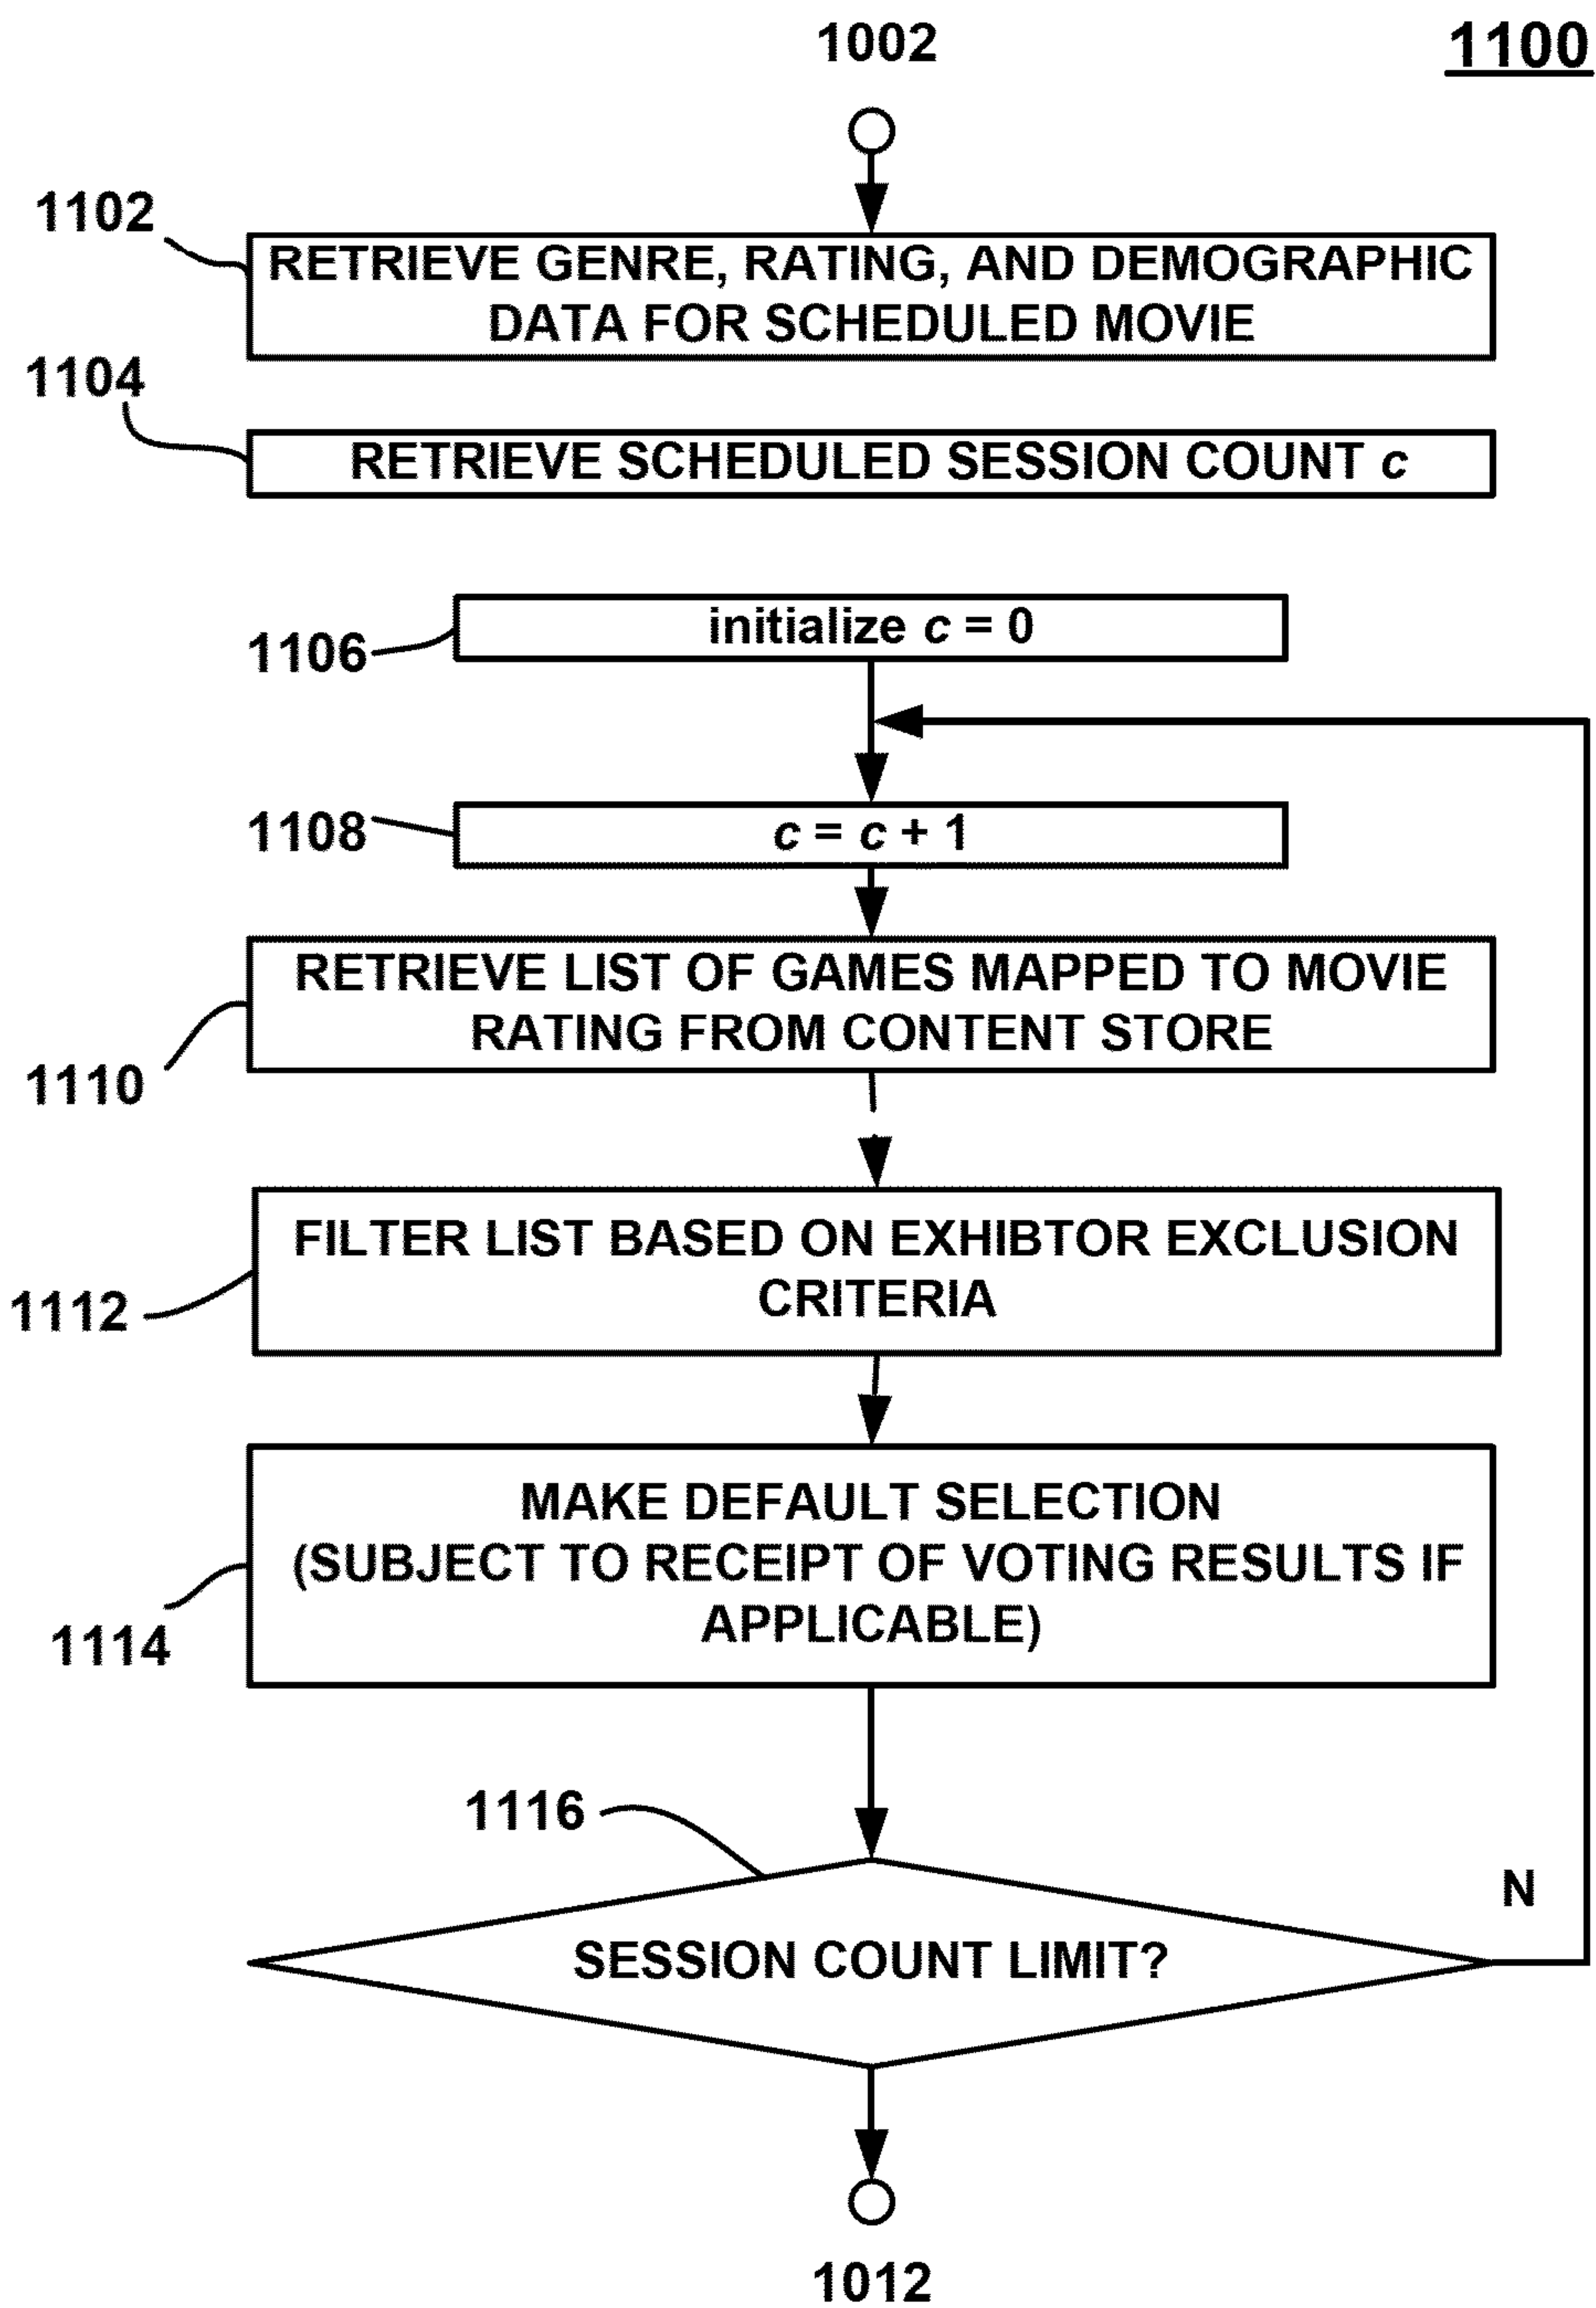 1002
1100
1102
RETRIEVE GENRE, RATING, AND DEMOGRAPHIC
DATA FOR SCHEDULED MOVIE
1104
RETRIEVE SCHEDULED SESSION COUNT c
initialize c = 0
1106
c = c + 1
1108
RETRIEVE LIST OF GAMES MAPPED TO MOVIE
RATING FROM CONTENT STORE
1110
FILTER LIST BASED ON EXHIBTOR EXCLUSION
CRITERIA
1112
MAKE DEFAULT SELECTION
(SUBJECT TO RECEIPT OF VOTING RESULTS IF
APPLICABLE)
1114
1116
N
SESSION COUNT LIMIT?
1012